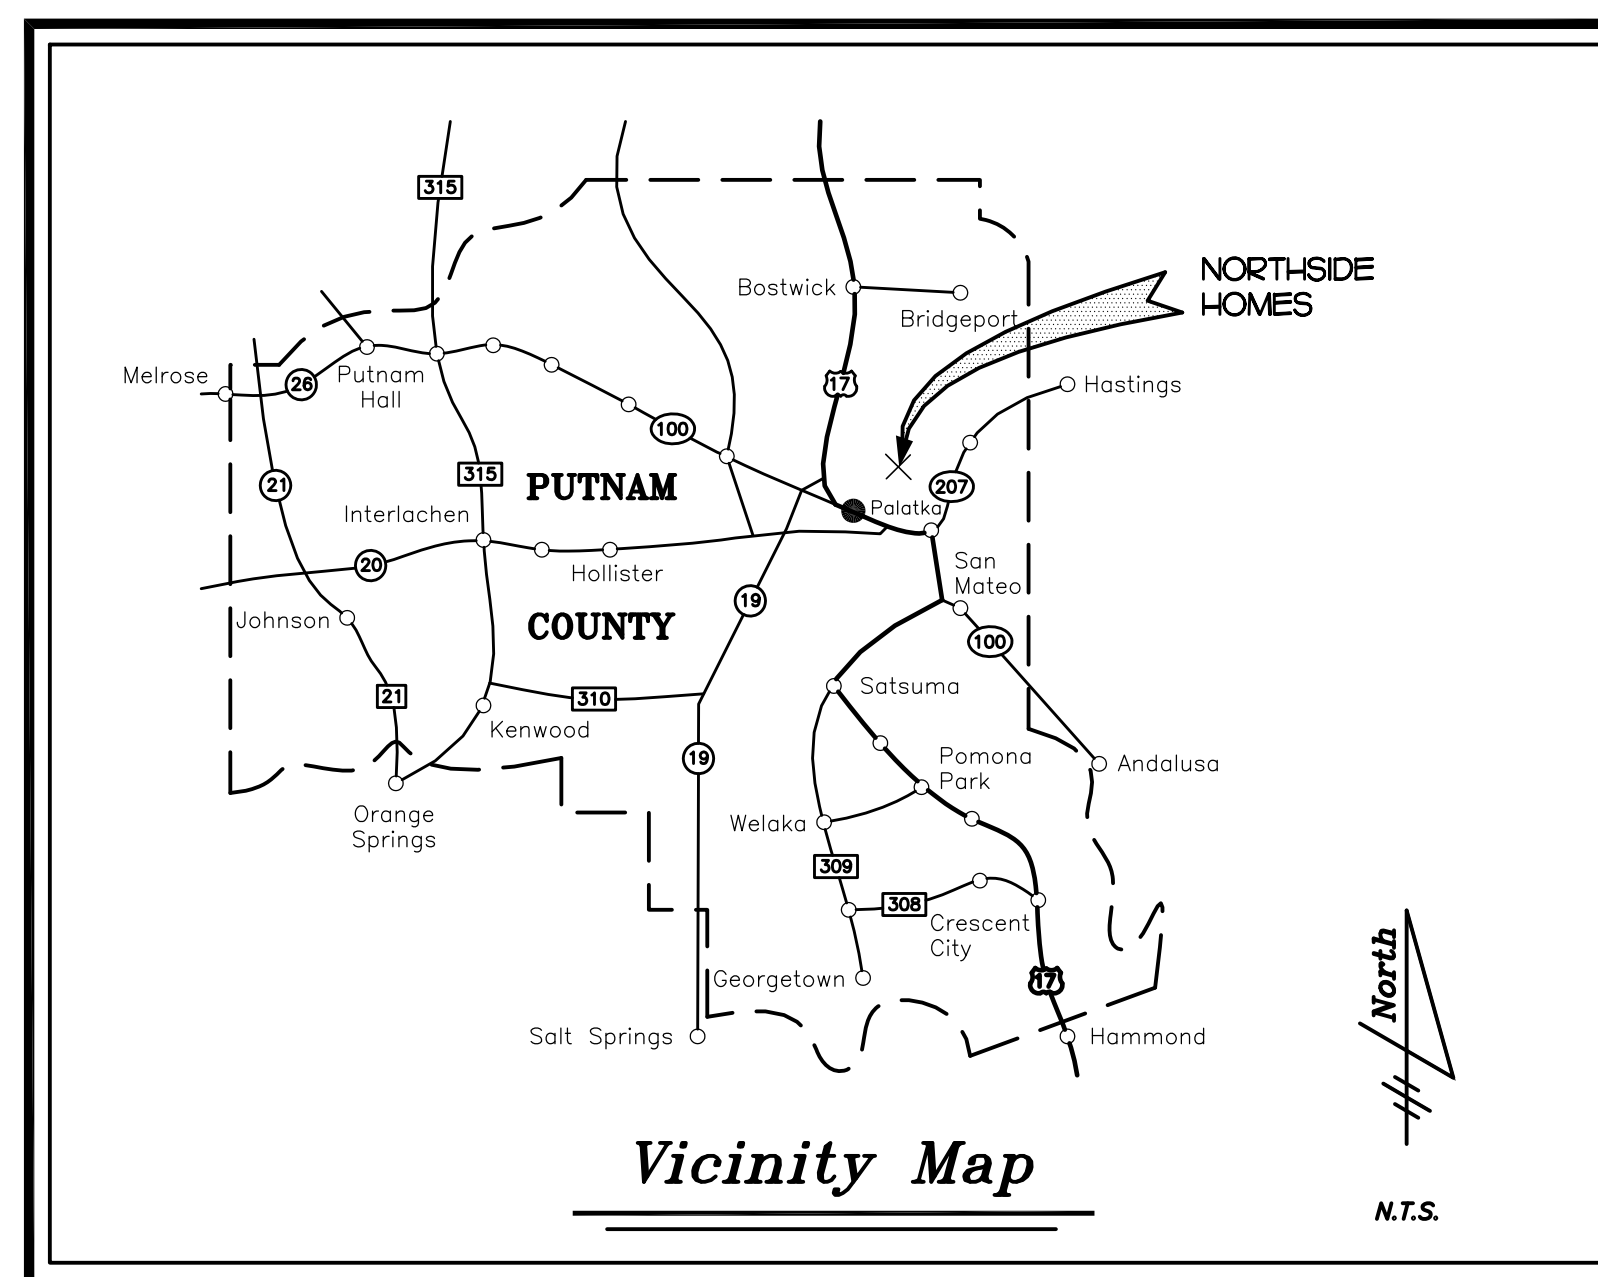 315
NORTHSIDE
HOMES
Bostwick
Bridgeport
Melrose
26
Putnam
Hall
17
Hastings
100
315
PUTNAM
21
207
Interlachen
Palatka
20
Hollister
San
Mateo
19
Johnson
COUNTY
100
21
310
Satsuma
Kenwood
19
Pomona
Park
Andalusa
Orange
Springs
Welaka
309
308
Crescent
City
Georgetown
17
North
Salt Springs
Hammond
Vicinity Map
N.T.S.